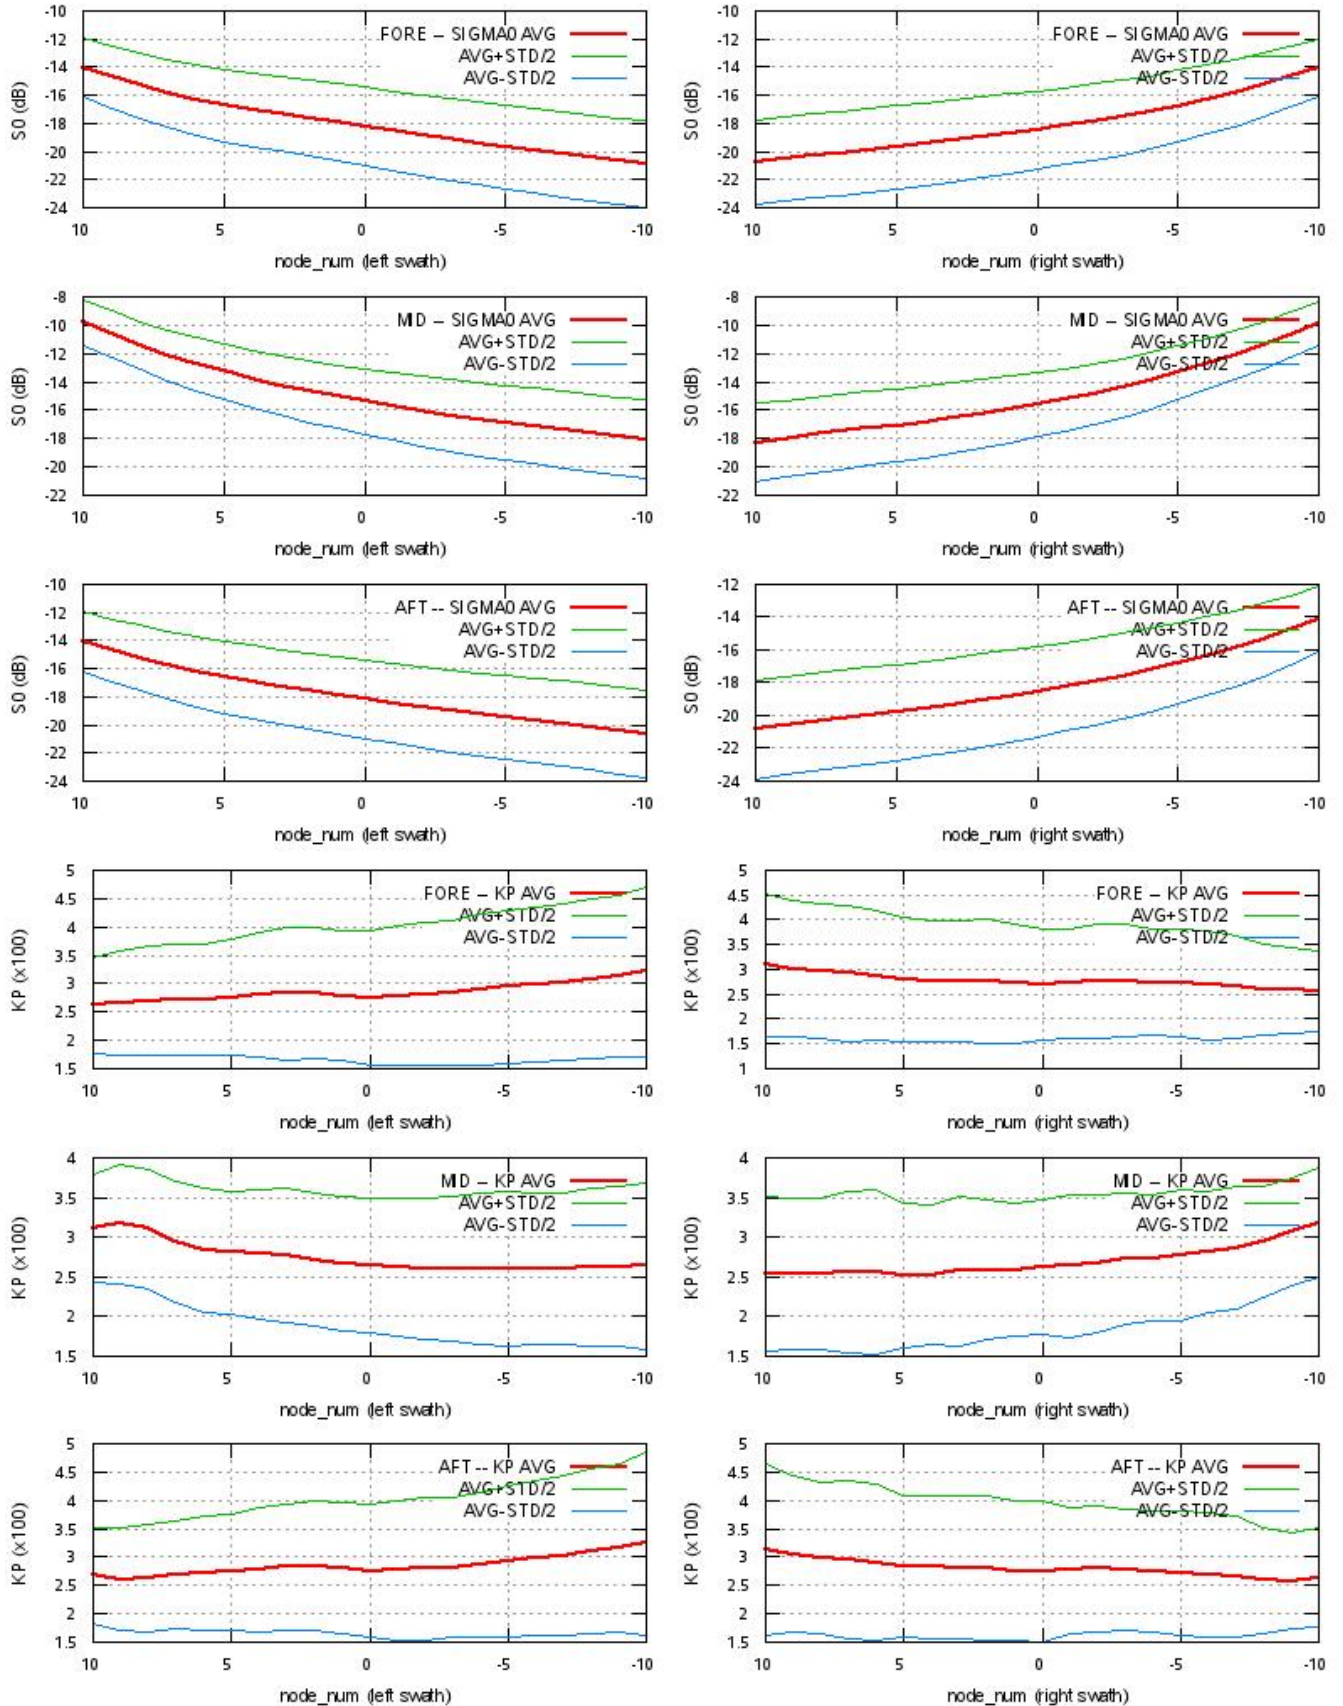 -10
-12
-14
-16
-18
-20
-22
-24
S0 (dB)
FORE – SIGMA0 AVG
AVG+STD/2
AVG-STD/2
10 5 0 -5 -10
node_num (left swath)
-10
-12
-14
-16
-18
-20
-22
-24
S0 (dB)
FORE – SIGMA0 AVG
AVG+STD/2
AVG-STD/2
10 5 0 -5 -10
node_num (right swath)
-8
-10
-12
-14
-16
-18
-20
-22
S0 (dB)
MID – SIGMA0 AVG
AVG+STD/2
AVG-STD/2
10 5 0 -5 -10
node_num (left swath)
-8
-10
-12
-14
-16
-18
-20
-22
S0 (dB)
MID – SIGMA0 AVG
AVG+STD/2
AVG-STD/2
10 5 0 -5 -10
node_num (right swath)
-10
-12
-14
-16
-18
-20
-22
-24
S0 (dB)
AFT -- SIGMA0 AVG
AVG+STD/2
AVG-STD/2
10 5 0 -5 -10
node_num (left swath)
-12
-14
-16
-18
-20
-22
-24
S0 (dB)
AFT -- SIGMA0 AVG
AVG+STD/2
AVG-STD/2
10 5 0 -5 -10
node_num (right swath)
5
4.5
4
3.5
3
2.5
2
1.5
KP (x100)
FORE – KP AVG
AVG+STD/2
AVG-STD/2
10 5 0 -5 -10
node_num (left swath)
5
4.5
4
3.5
3
2.5
2
1.5
1
KP (x100)
FORE – KP AVG
AVG+STD/2
AVG-STD/2
10 5 0 -5 -10
node_num (right swath)
4
3.5
3
2.5
2
1.5
KP (x100)
MID – KP AVG
AVG+STD/2
AVG-STD/2
10 5 0 -5 -10
node_num (left swath)
4
3.5
3
2.5
2
1.5
KP (x100)
MID – KP AVG
AVG+STD/2
AVG-STD/2
10 5 0 -5 -10
node_num (right swath)
5
4.5
4
3.5
3
2.5
2
1.5
KP (x100)
AFT -- KP AVG
AVG+STD/2
AVG-STD/2
10 5 0 -5 -10
node_num (left swath)
5
4.5
4
3.5
3
2.5
2
1.5
KP (x100)
AFT -- KP AVG
AVG+STD/2
AVG-STD/2
10 5 0 -5 -10
node_num (right swath)